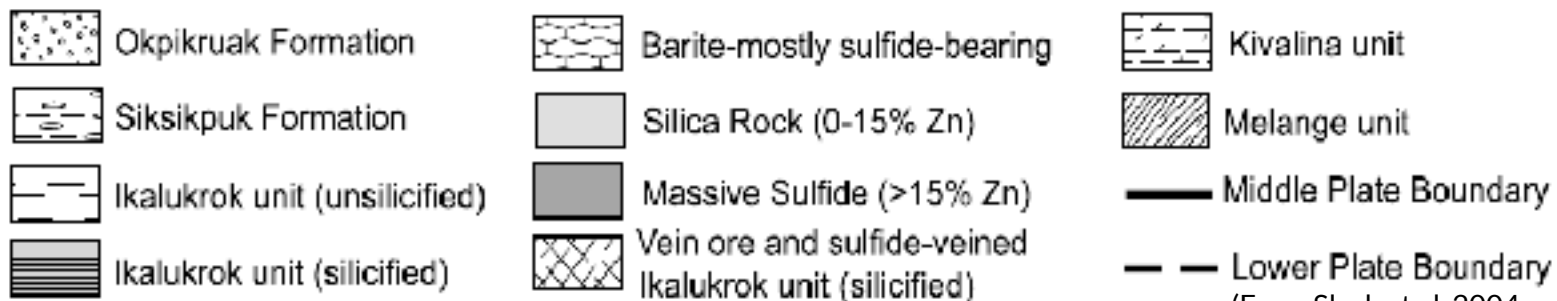 Okpikruak Formation
Siksikpuk Formation
Ikalukrok unit (unsilicified)
Ikalukrok unit (silicified)
Barite-mostly sulfide-bearing
Silica Rock (0-15% Zn)
Massive Sulfide (>15% Zn)
Vein ore and sulfide-veined
Ikalukrok unit (silicified)
Kivalina unit
Melange unit
Middle Plate Boundary
Lower Plate Boundary